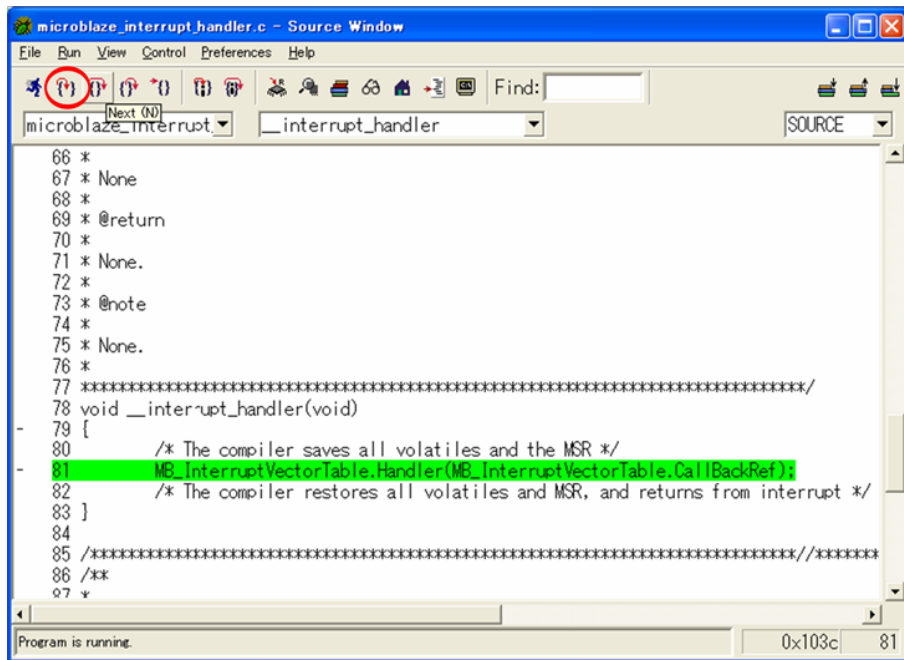 microblaze_interrupt_handler.c - Source Window
File Run View Control Preferences Help
Find:
Next (N)
microblaze_interrupt_ __interrupt_handler SOURCE
66 *
67 * None
68 *
69 * @return
70 *
71 * None.
72 *
73 * @note
74 *
75 * None.
76 *
77 ******************************************************************************/
78 void __interrupt_handler(void)
- 79 {
80 /* The compiler saves all volatiles and the MSR */
- 81 MB_InterruptVectorTable.Handler(MB_InterruptVectorTable.CallBackRef);
82 /* The compiler restores all volatiles and MSR, and returns from interrupt */
83 }
84
85 /*****************************************************************************//*******
86 /**
87 *
Program is running. 0x103c 81